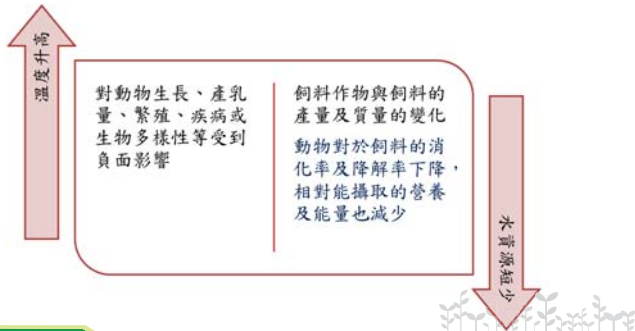 溫度升高
對動物生長、產乳
量、繁殖、疾病或
生物多樣性等受到
負面影響
飼料作物與飼料的
產量及質量的變化
動物對於飼料的消
化率及降解率下降，
相對能攝取的營養
及能量也減少
水資源短少